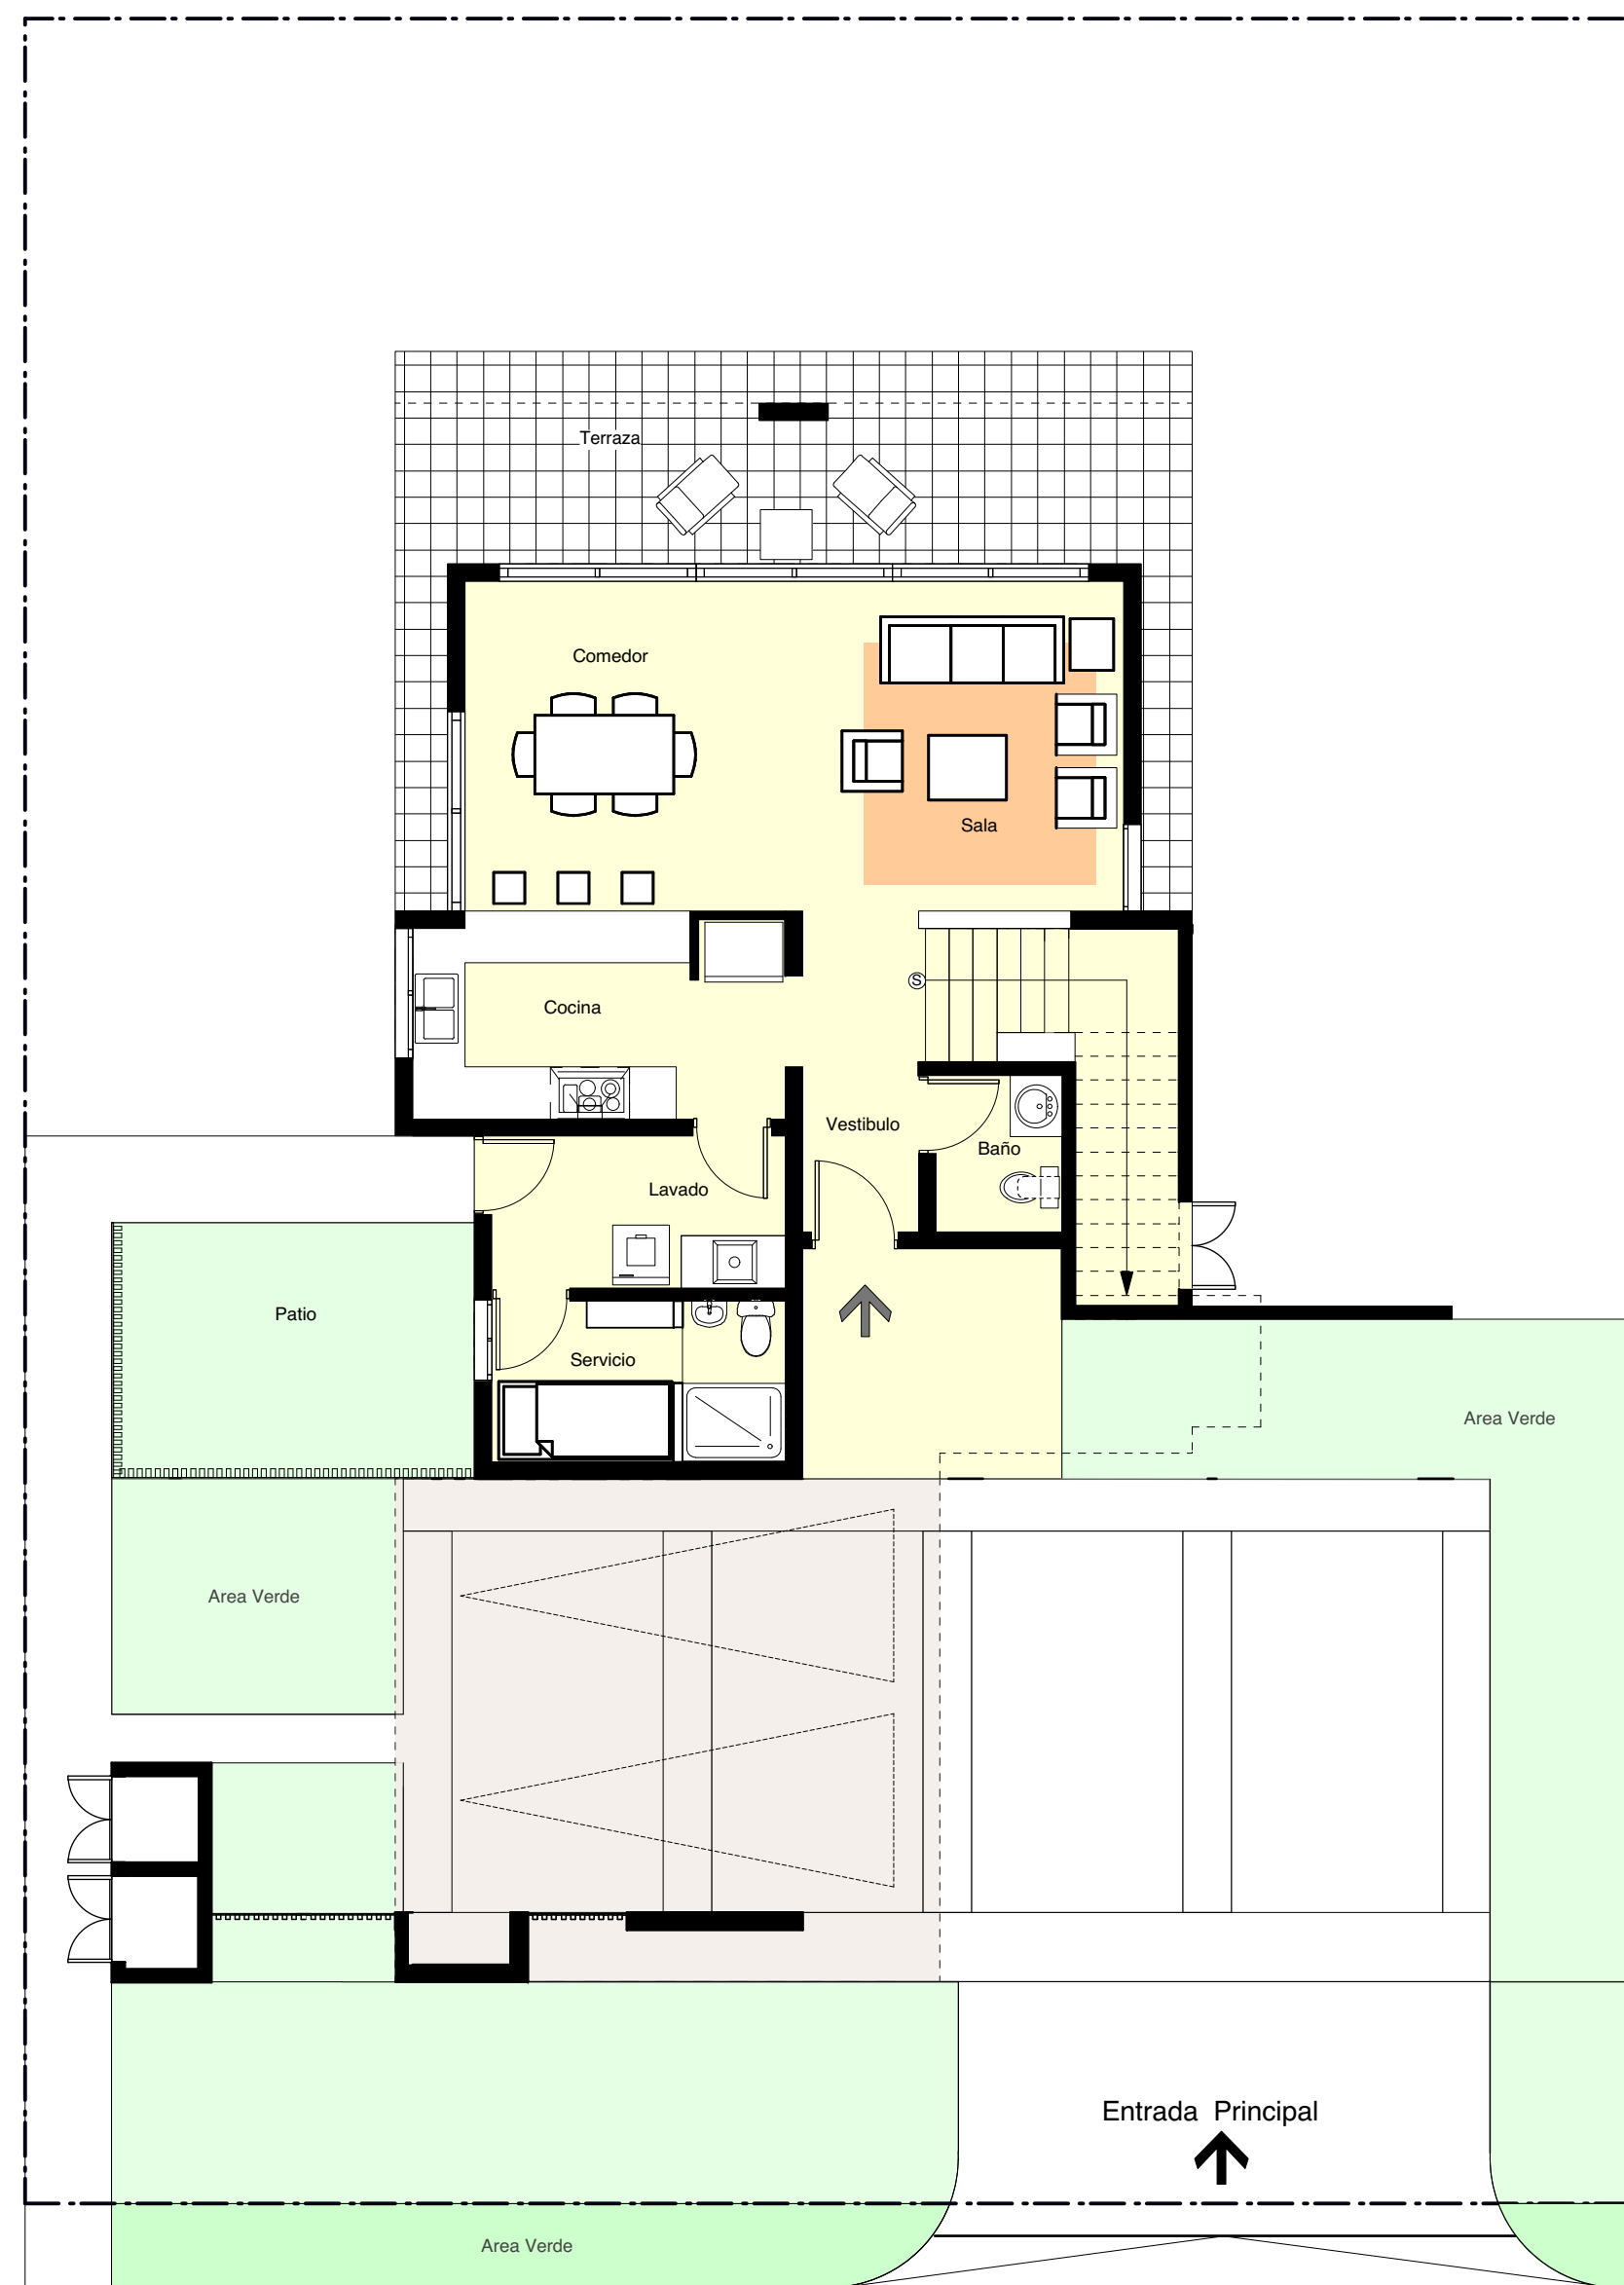 Terraza
Comedor
Sala
S
Cocina
Vestibulo
Baño
Lavado
Patio
Servicio
Area Verde
Area Verde
Entrada Principal
Area Verde